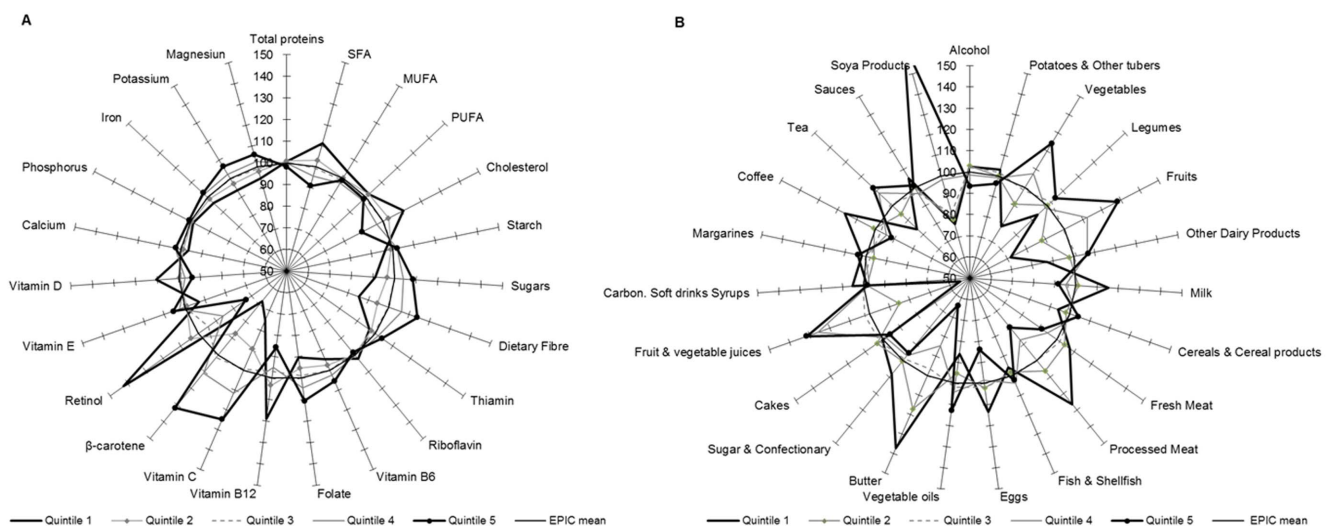 A
Total proteins
SFA
MUFA
PUFA
Cholesterol
Starch
Sugars
Dietary Fibre
Thiamin
Riboflavin
Vitamin B6
Folate
Vitamin B12
Vitamin C
β-carotene
Retinol
Vitamin E
Vitamin D
Calcium
Phosphorus
Iron
Potassium
Magnesiun
150
140
130
120
110
100
90
80
70
60
50
Quintile 1 Quintile 2 Quintile 3 Quintile 4 Quintile 5 EPIC mean
B
Alcohol
Potatoes & Other tubers
Vegetables
Legumes
Fruits
Other Dairy Products
Milk
Cereals & Cereal products
Fresh Meat
Processed Meat
Fish & Shellfish
Eggs
Vegetable oils
Butter
Sugar & Confectionary
Cakes
Fruit & vegetable juices
Carbon. Soft drinks Syrups
Margarines
Coffee
Tea
Sauces
Soya Products
150
140
130
120
110
100
90
80
70
60
50
Quintile 1 Quintile 2 Quintile 3 Quintile 4 Quintile 5 EPIC mean